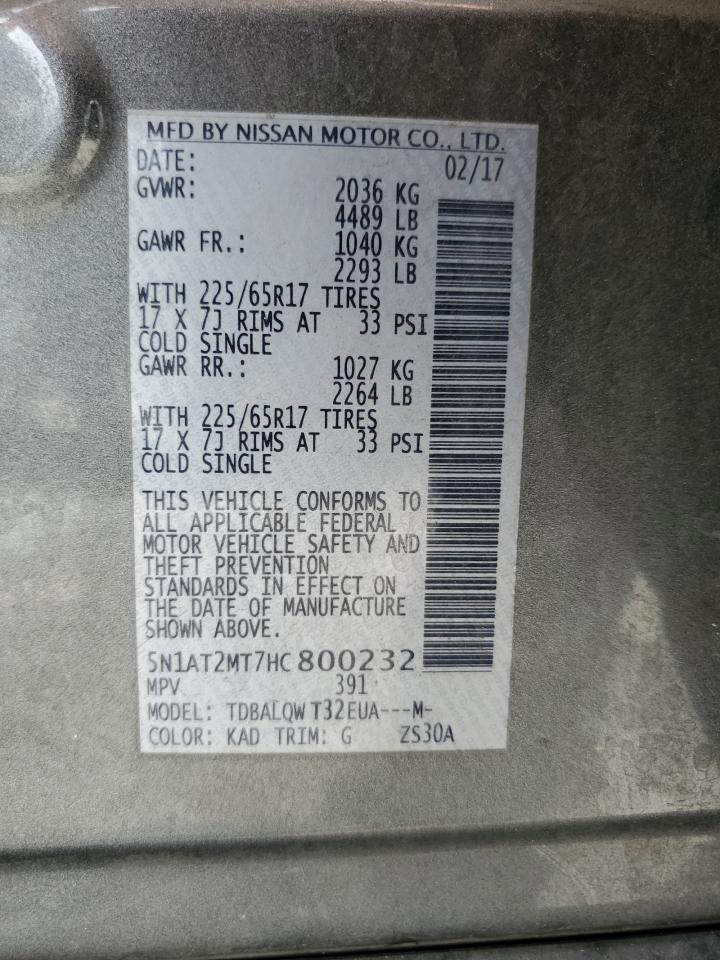 MFD BY NISSAN MOTOR CO., LTD.
DATE: 02/17
GVWR: 2036 KG
4489 LB
GAWR FR.: 1040 KG
2293 LB
WITH 225/65R17 TIRES
17 X 7J RIMS AT 33 PSI
COLD SINGLE
GAWR RR.: 1027 KG
2264 LB
WITH 225/65R17 TIRES
17 X 7J RIMS AT 33 PSI
COLD SINGLE
THIS VEHICLE CONFORMS TO
ALL APPLICABLE FEDERAL
MOTOR VEHICLE SAFETY AND
THEFT PREVENTION
STANDARDS IN EFFECT ON
THE DATE OF MANUFACTURE
SHOWN ABOVE.
5N1AT2MT7HC800232
MPV 391
MODEL: TDBALQW T32EUA---M-
COLOR: KAD TRIM: G ZS30A